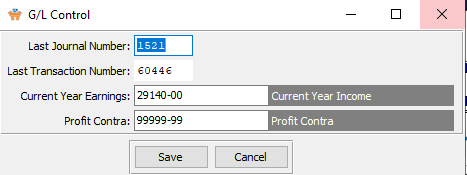 G/L Control
Last Journal Number: 1521
Last Transaction Number: 60446
Current Year Earnings: 29140-00 Current Year Income
Profit Contra: 99999-99 Profit Contra
Save Cancel